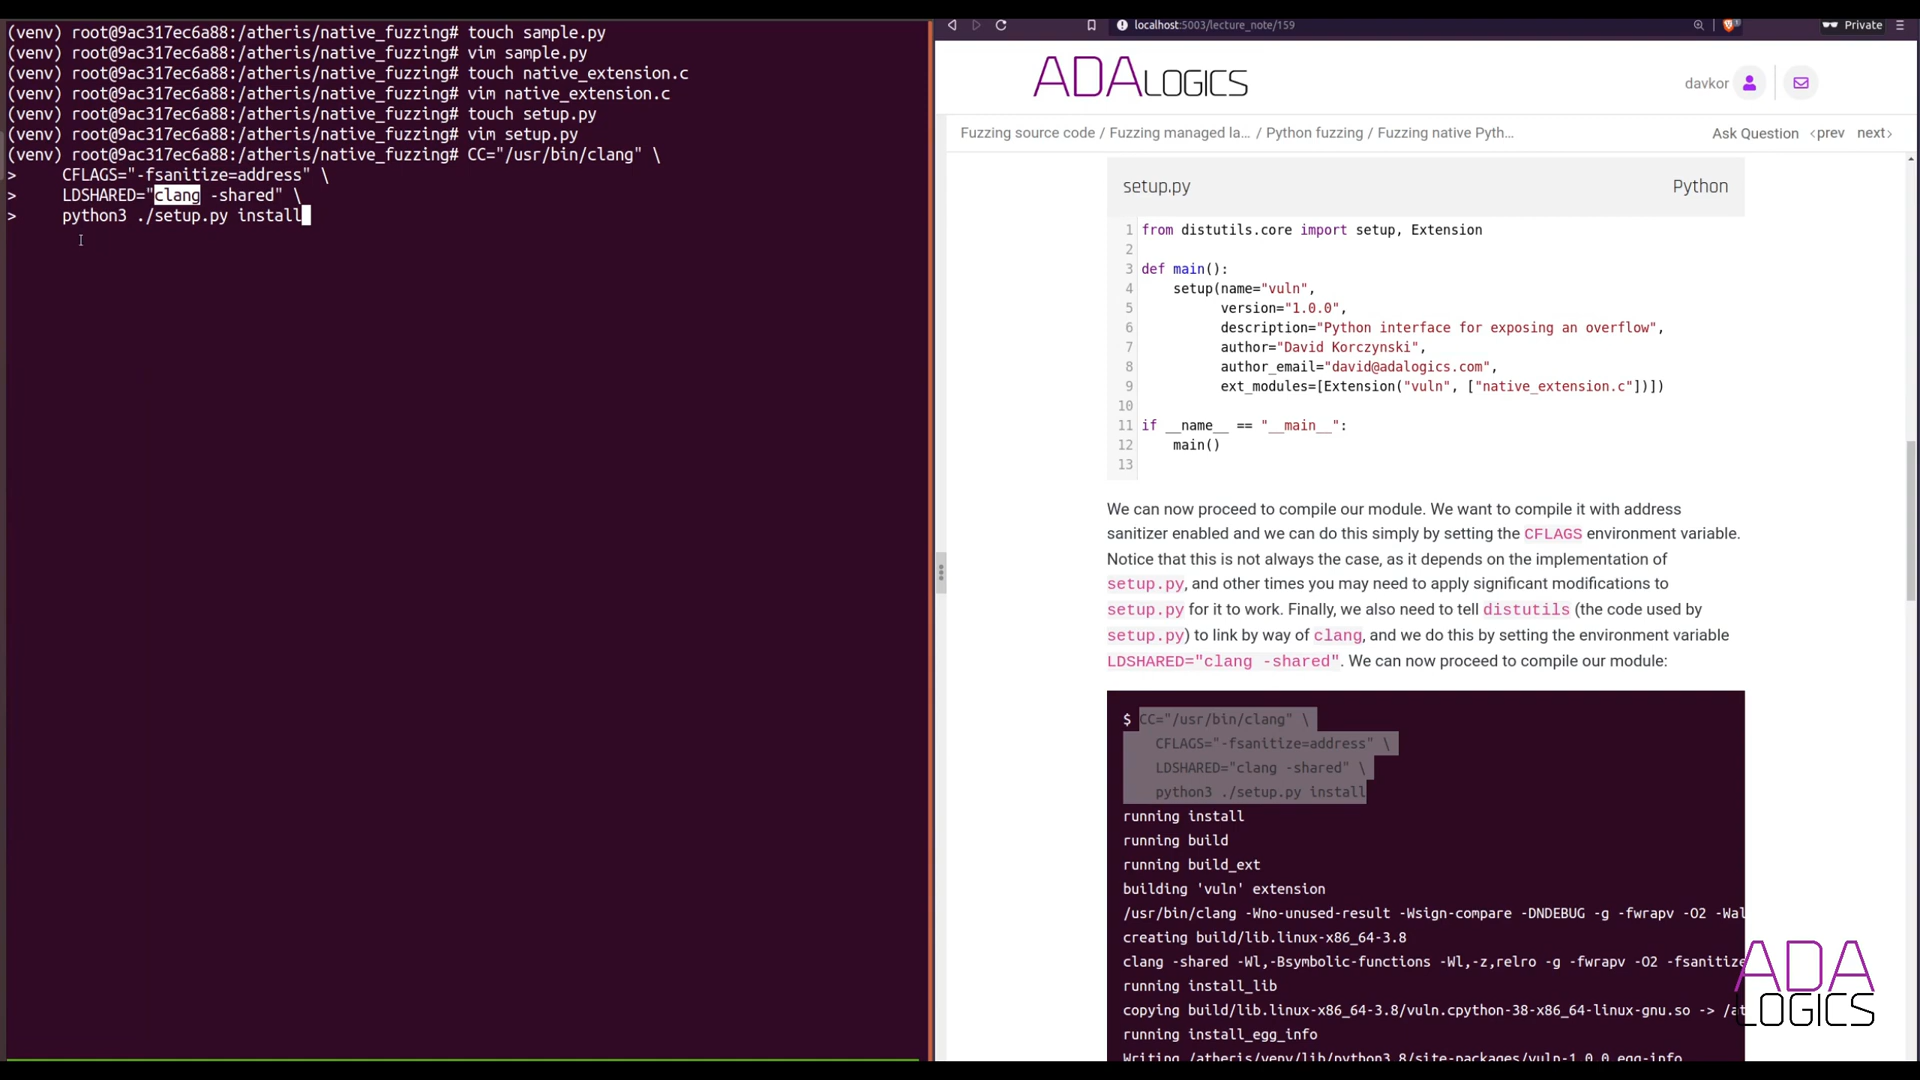 (venv) root@9ac317ec6a88:/atheris/native_fuzzing# touch sample.py
(venv) root@9ac317ec6a88:/atheris/native_fuzzing# vim sample.py
(venv) root@9ac317ec6a88:/atheris/native_fuzzing# touch native_extension.c
(venv) root@9ac317ec6a88:/atheris/native_fuzzing# vim native_extension.c
(venv) root@9ac317ec6a88:/atheris/native_fuzzing# touch setup.py
(venv) root@9ac317ec6a88:/atheris/native_fuzzing# vim setup.py
(venv) root@9ac317ec6a88:/atheris/native_fuzzing# CC="/usr/bin/clang" \
>     CFLAGS="-fsanitize=address" \
>     LDSHARED="clang -shared" \
>     python3 ./setup.py install
localhost:5003/lecture_note/159
Private
ADALOGICS
davkor
Fuzzing source code / Fuzzing managed la... / Python fuzzing / Fuzzing native Pyth...
Ask Question <prev next>
setup.py Python
1 from distutils.core import setup, Extension
2
3 def main():
4     setup(name="vuln",
5           version="1.0.0",
6           description="Python interface for exposing an overflow",
7           author="David Korczynski",
8           author_email="david@adalogics.com",
9           ext_modules=[Extension("vuln", ["native_extension.c"])])
10
11 if __name__ == "__main__":
12     main()
13
We can now proceed to compile our module. We want to compile it with address
sanitizer enabled and we can do this simply by setting the CFLAGS environment variable.
Notice that this is not always the case, as it depends on the implementation of
setup.py, and other times you may need to apply significant modifications to
setup.py for it to work. Finally, we also need to tell distutils (the code used by
setup.py) to link by way of clang, and we do this by setting the environment variable
LDSHARED="clang -shared". We can now proceed to compile our module:
$ CC="/usr/bin/clang" \
    CFLAGS="-fsanitize=address" \
    LDSHARED="clang -shared" \
    python3 ./setup.py install
running install
running build
running build_ext
building 'vuln' extension
/usr/bin/clang -Wno-unused-result -Wsign-compare -DNDEBUG -g -fwrapv -O2 -Wal
creating build/lib.linux-x86_64-3.8
clang -shared -Wl,-Bsymbolic-functions -Wl,-z,relro -g -fwrapv -O2 -fsanitize
running install_lib
copying build/lib.linux-x86_64-3.8/vuln.cpython-38-x86_64-linux-gnu.so -> /at
running install_egg_info
Writing /atheris/venv/lib/python3.8/site-packages/vuln-1.0.0.egg-info
ADA
LOGICS